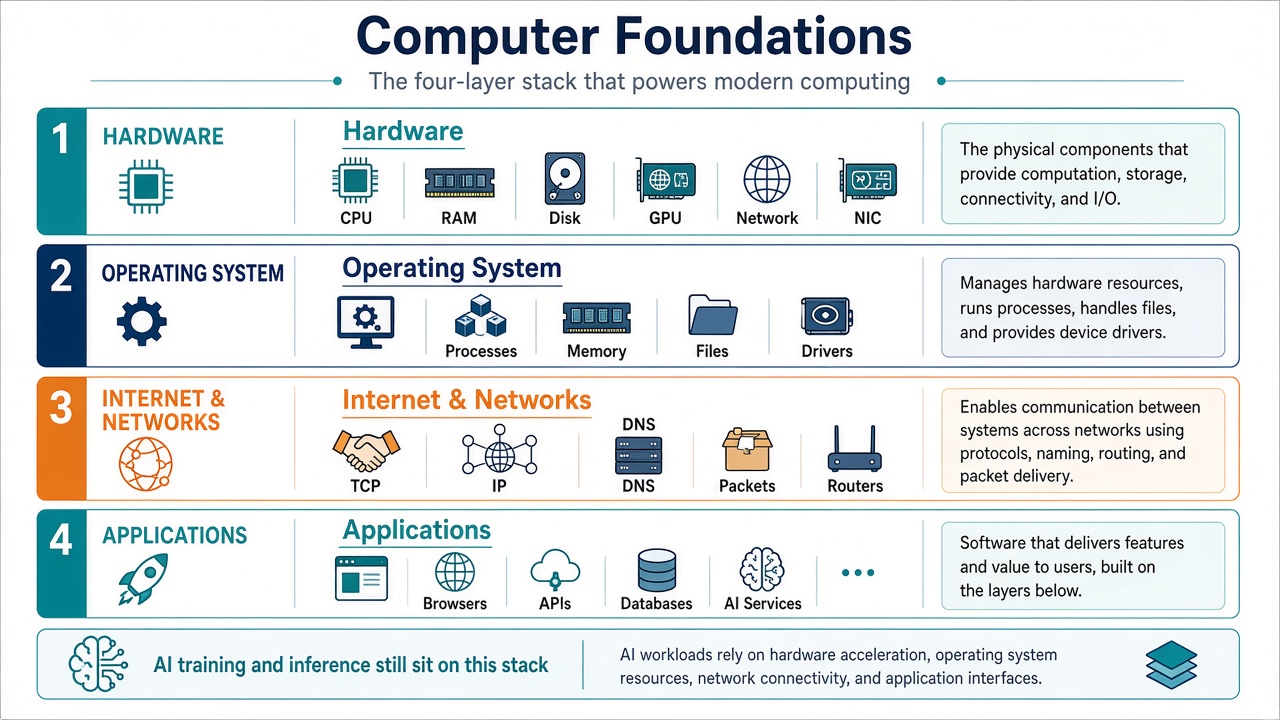 Computer Foundations
The four-layer stack that powers modern computing
1
HARDWARE
Hardware
CPU
RAM
Disk
GPU
Network
NIC
The physical components that
provide computation, storage,
connectivity, and I/O.
2
OPERATING SYSTEM
Operating System
Processes
Memory
Files
Drivers
Manages hardware resources,
runs processes, handles files,
and provides device drivers.
3
INTERNET &
NETWORKS
Internet & Networks
TCP
IP
DNS
DNS
Packets
Routers
Enables communication between
systems across networks using
protocols, naming, routing, and
packet delivery.
4
APPLICATIONS
Applications
Browsers
APIs
Databases
AI Services
Software that delivers features
and value to users, built on
the layers below.
AI training and inference still sit on this stack
AI workloads rely on hardware acceleration, operating system
resources, network connectivity, and application interfaces.